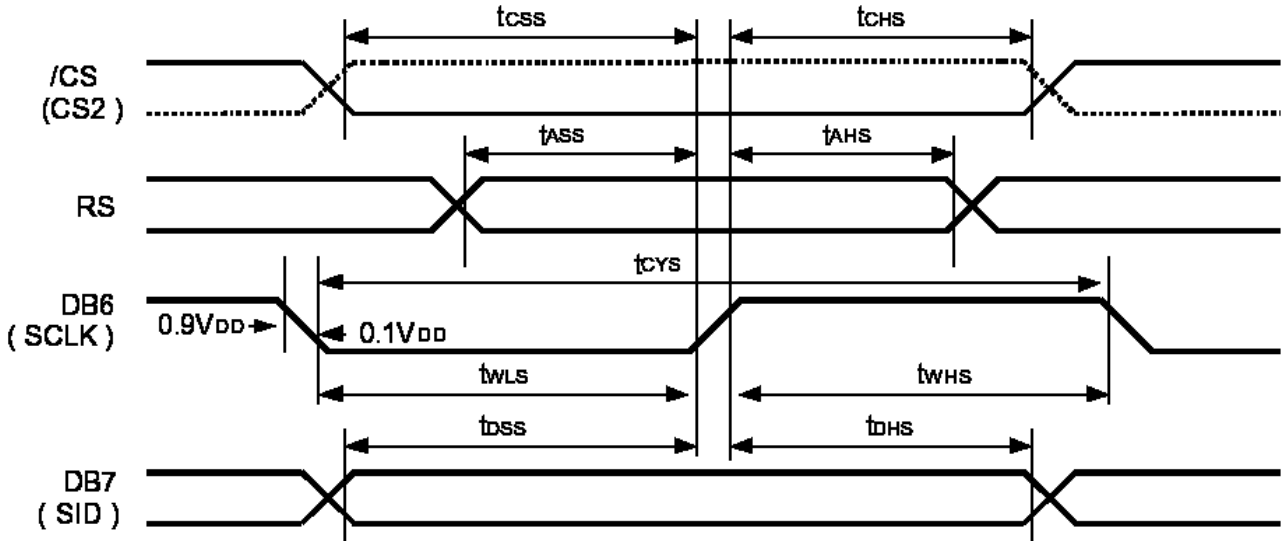 tCSS tCHS
/CS
(CS2 )
tASS tAHS
RS
tCYS
DB6
( SCLK )
0.9VDD 0.1VDD
tWLS tWHS
tDSS tDHS
DB7
( SID )